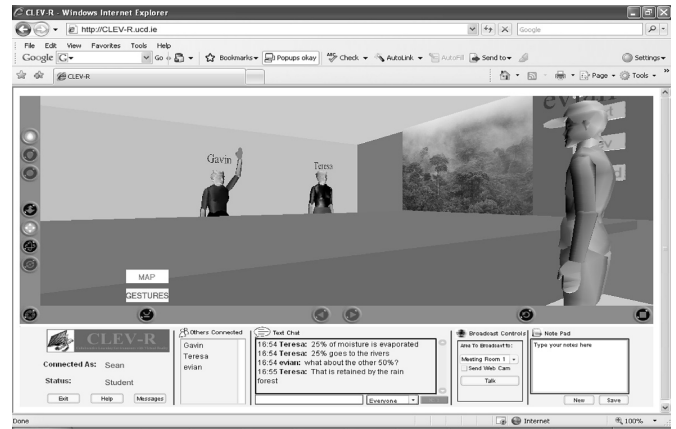 CLEV-R - Windows Internet Explorer
http://CLEV-R.ucd.ie
Google
File Edit View Favorites Tools Help
Google G Go Bookmarks Popups okay Check AutoLink AutoFill Send to Settings
CLEV-R
Page Tools
Gavin
Teresa
MAP
GESTURES
CLEV-R
Connected As: Sean
Status: Student
Exit Help Messages
Others Connected
Gavin
Teresa
evian
Text Chat
16:54 Teresa: 25% of moisture is evaporated
16:54 Teresa: 25% goes to the rivers
16:54 evian: what about the other 50%?
16:55 Teresa: That is retained by the rain
forest
Everyone
Broadcast Controls
Meeting Room 1
Send Web Cam
Talk
Note Pad
Type your notes here
New Save
Done
Internet
100%